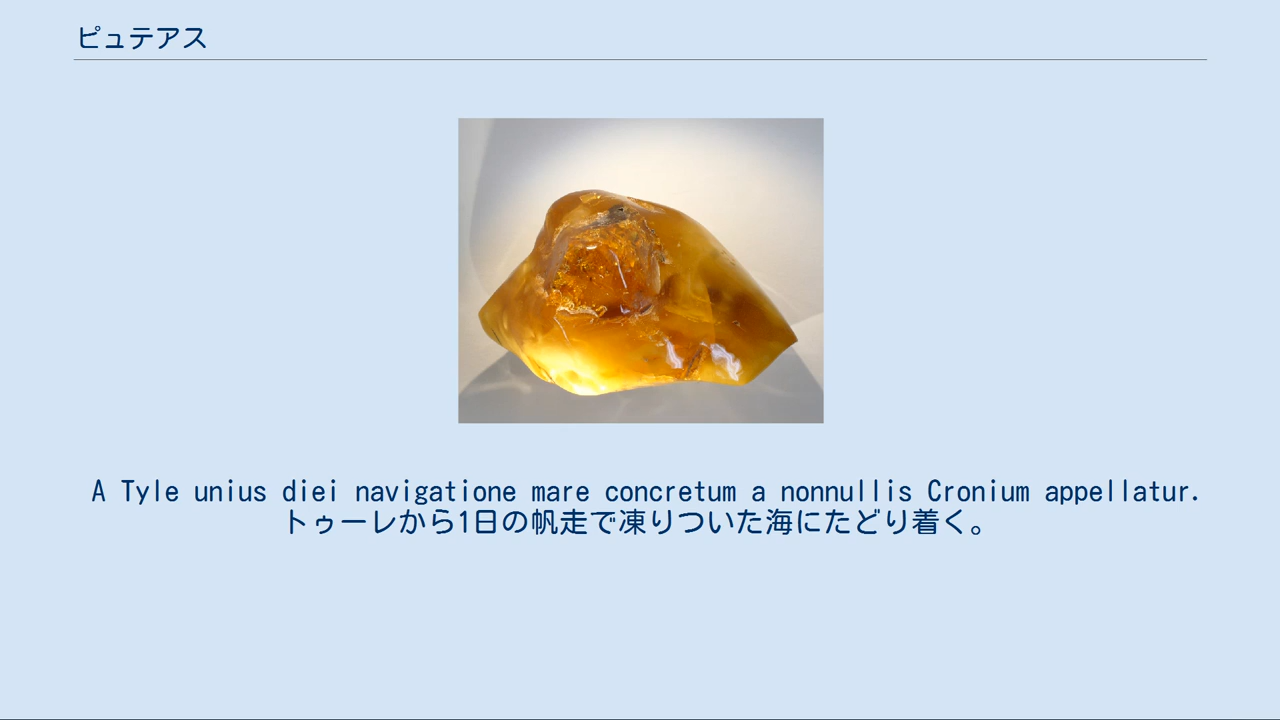 ピュテアス
A Tyle unius diei navigatione mare concretum a nonnullis Cronium appellatur.
トゥーレから1日の帆走で凍りついた海にたどり着く。